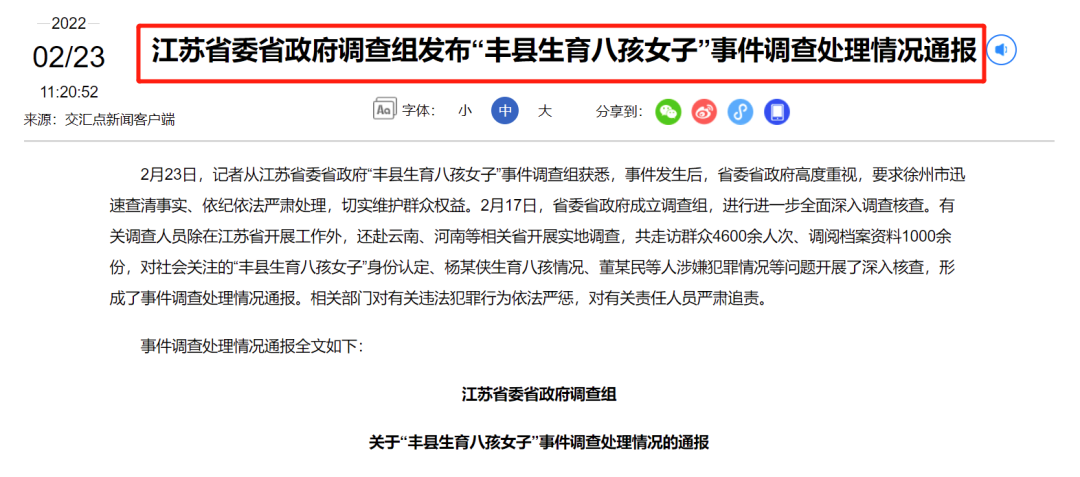 2022
02/23
11:20:52
来源：交汇点新闻客户端
江苏省委省政府调查组发布“丰县生育八孩女子”事件调查处理情况通报
Aa 字体： 小 中 大 分享到：
2月23日，记者从江苏省委省政府“丰县生育八孩女子”事件调查组获悉，事件发生后，省委省政府高度重视，要求徐州市迅
速查清事实、依纪依法严肃处理，切实维护群众权益。2月17日，省委省政府成立调查组，进行进一步全面深入调查核查。有
关调查人员除在江苏省开展工作外，还赴云南、河南等相关省开展实地调查，共走访群众4600余人次、调阅档案资料1000余
份，对社会关注的“丰县生育八孩女子”身份认定、杨某侠生育八孩情况、董某民等人涉嫌犯罪情况等问题开展了深入核查，形
成了事件调查处理情况通报。相关部门对有关违法犯罪行为依法严惩，对有关责任人员严肃追责。
事件调查处理情况通报全文如下：
江苏省委省政府调查组
关于“丰县生育八孩女子”事件调查处理情况的通报